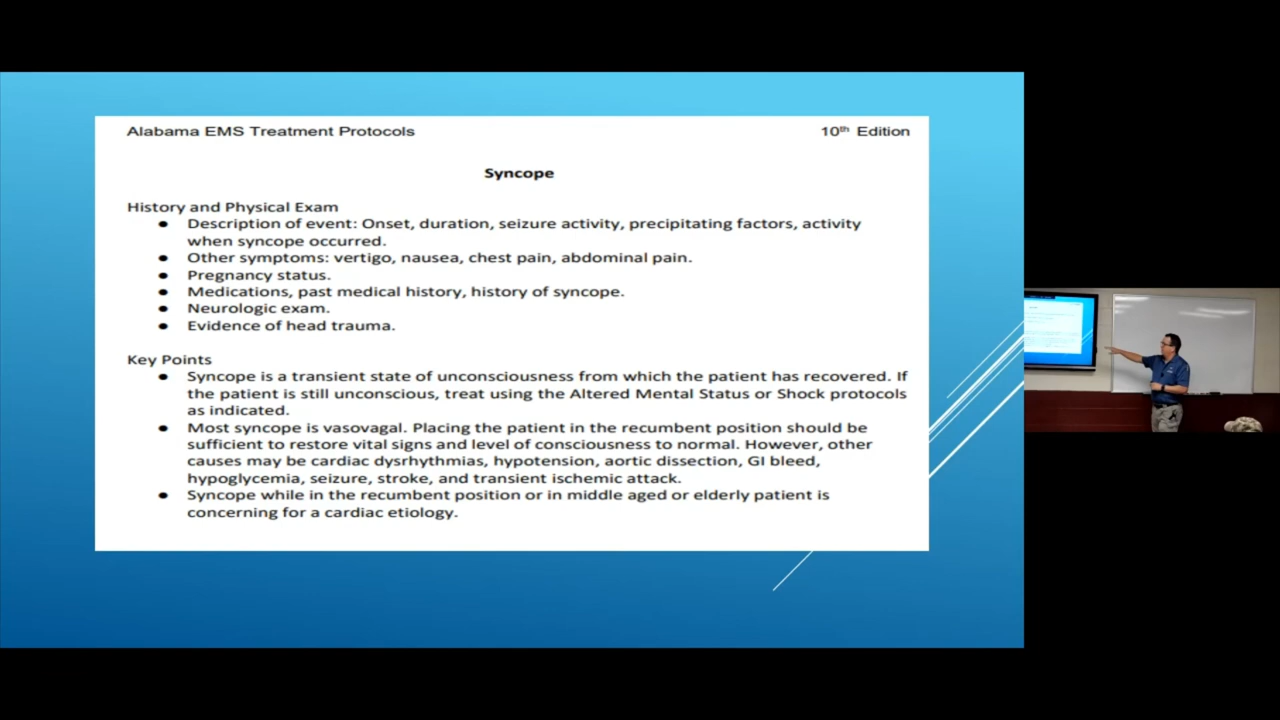 Alabama EMS Treatment Protocols
10th Edition
Syncope
History and Physical Exam
● Description of event: Onset, duration, seizure activity, precipitating factors, activity
when syncope occurred.
● Other symptoms: vertigo, nausea, chest pain, abdominal pain.
● Pregnancy status.
● Medications, past medical history, history of syncope.
● Neurologic exam.
● Evidence of head trauma.
Key Points
● Syncope is a transient state of unconsciousness from which the patient has recovered. If
the patient is still unconscious, treat using the Altered Mental Status or Shock protocols
as indicated.
● Most syncope is vasovagal. Placing the patient in the recumbent position should be
sufficient to restore vital signs and level of consciousness to normal. However, other
causes may be cardiac dysrhythmias, hypotension, aortic dissection, GI bleed,
hypoglycemia, seizure, stroke, and transient ischemic attack.
● Syncope while in the recumbent position or in middle aged or elderly patient is
concerning for a cardiac etiology.